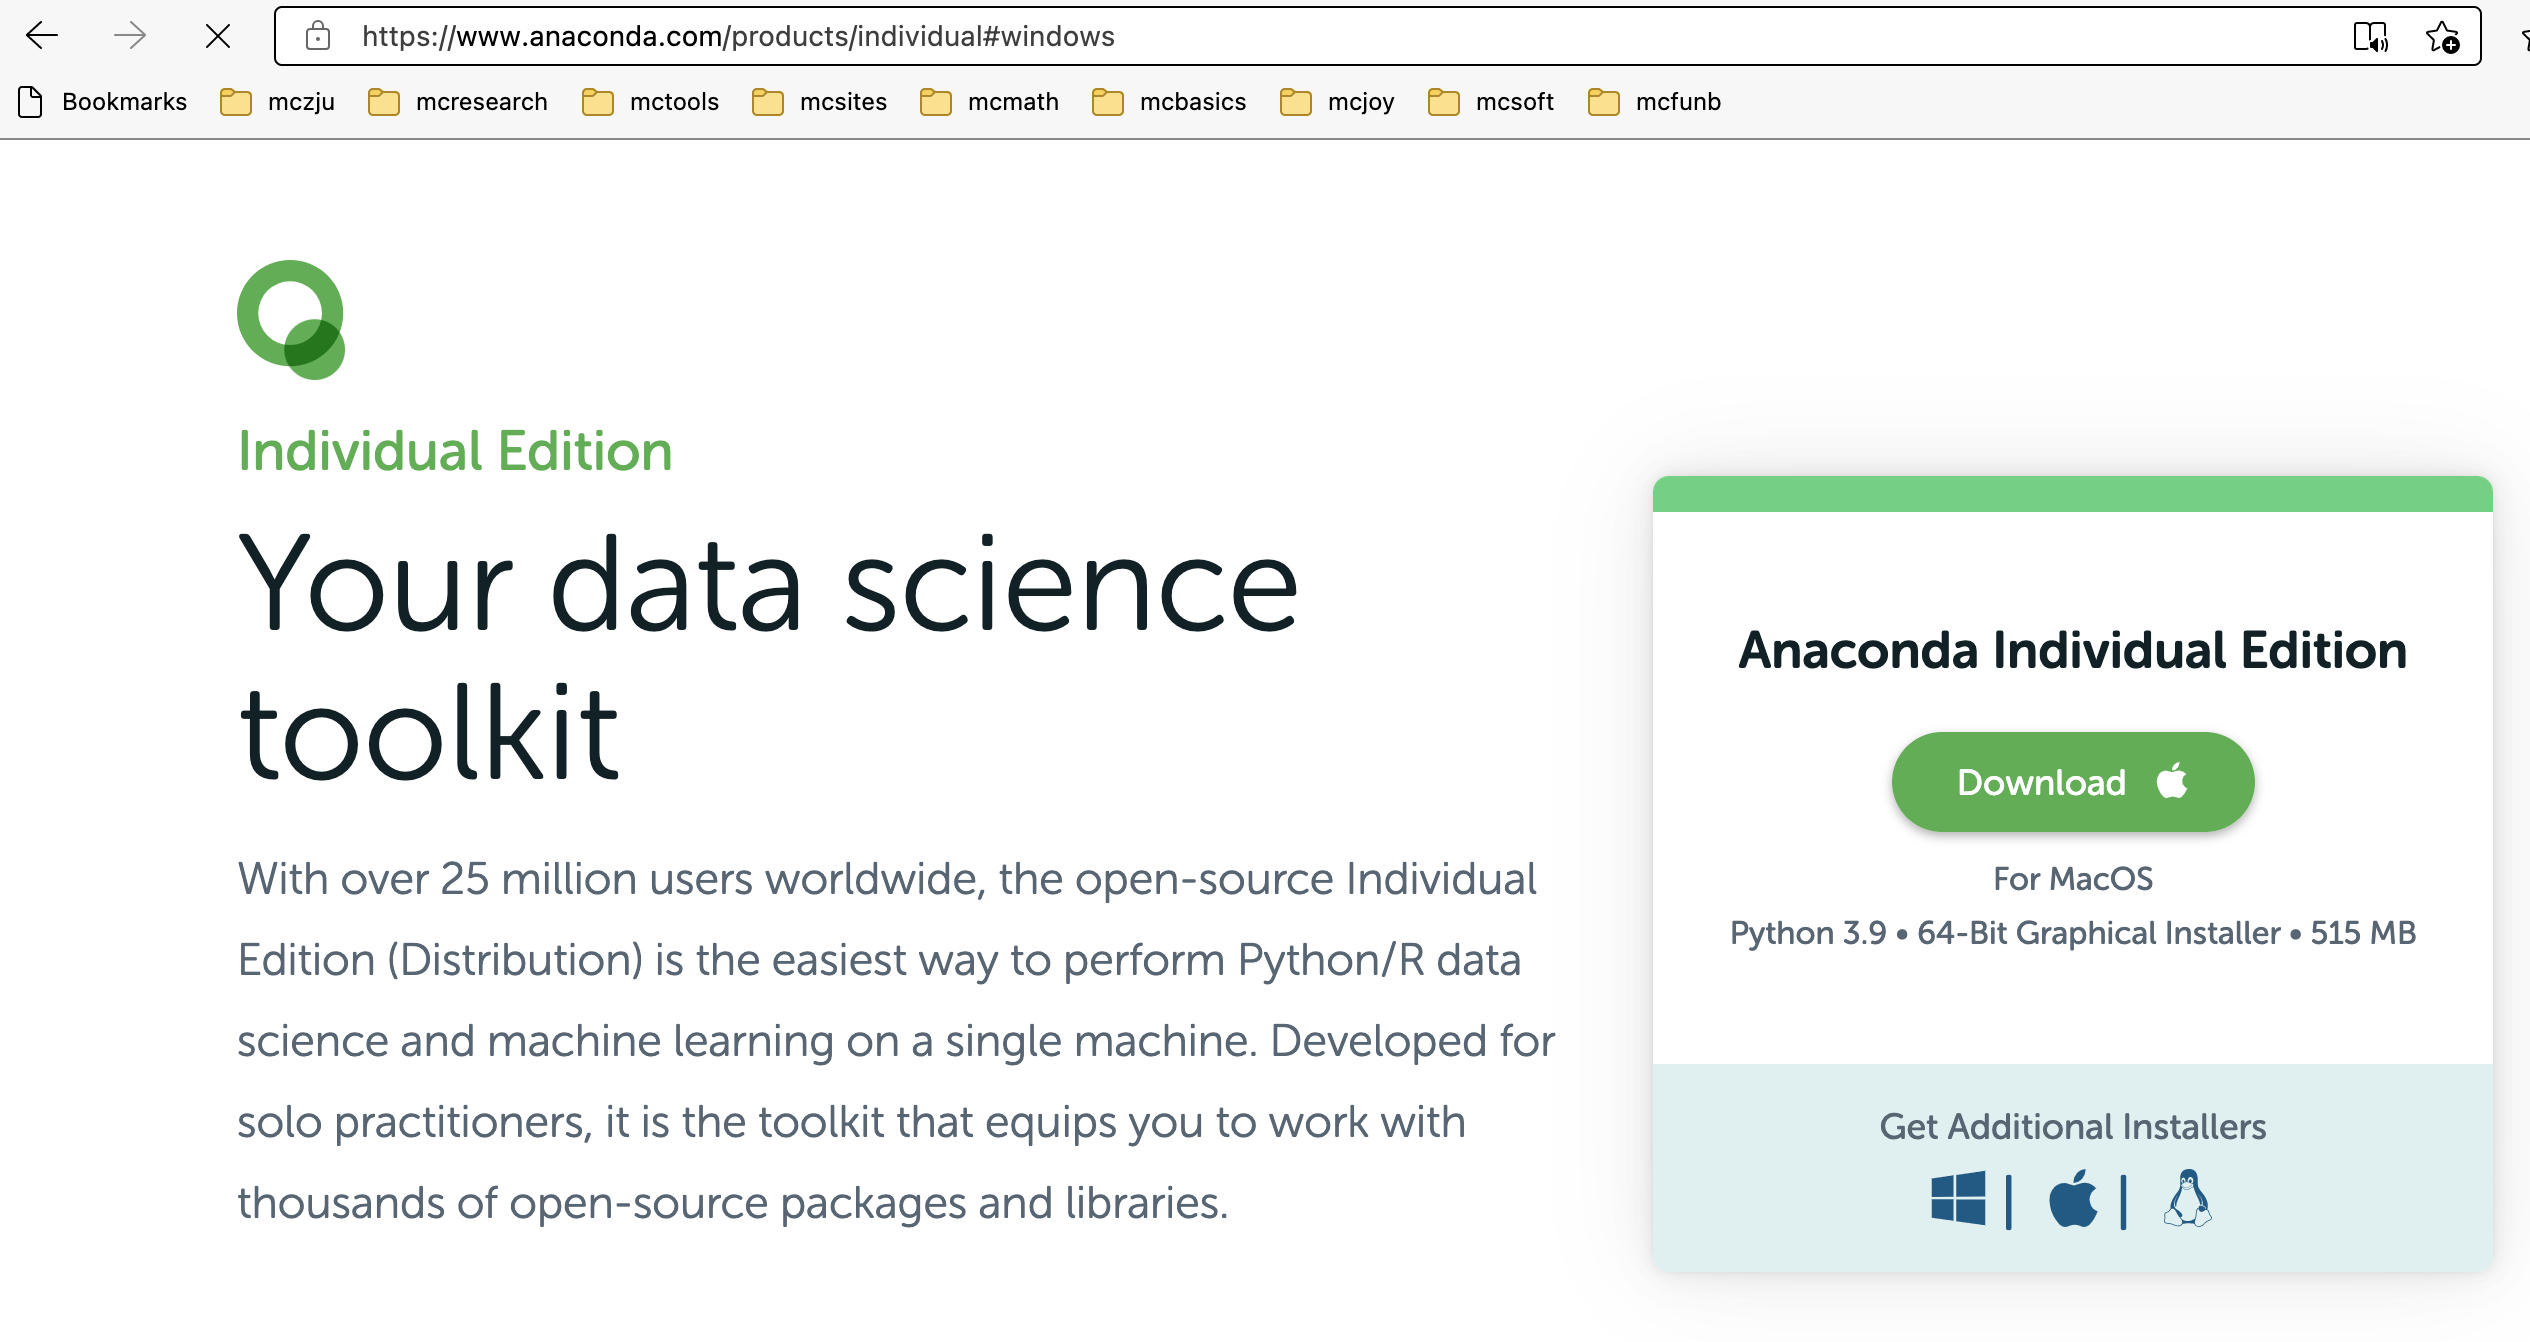 https://www.anaconda.com/products/individual#windows
Bookmarks mczju mcresearch mctools mcsites mcmath mcbasics mcjoy mcsoft mcfunb
Individual Edition
Your data science
toolkit
With over 25 million users worldwide, the open-source Individual
Edition (Distribution) is the easiest way to perform Python/R data
science and machine learning on a single machine. Developed for
solo practitioners, it is the toolkit that equips you to work with
thousands of open-source packages and libraries.
Anaconda Individual Edition
Download
For MacOS
Python 3.9 • 64-Bit Graphical Installer • 515 MB
Get Additional Installers